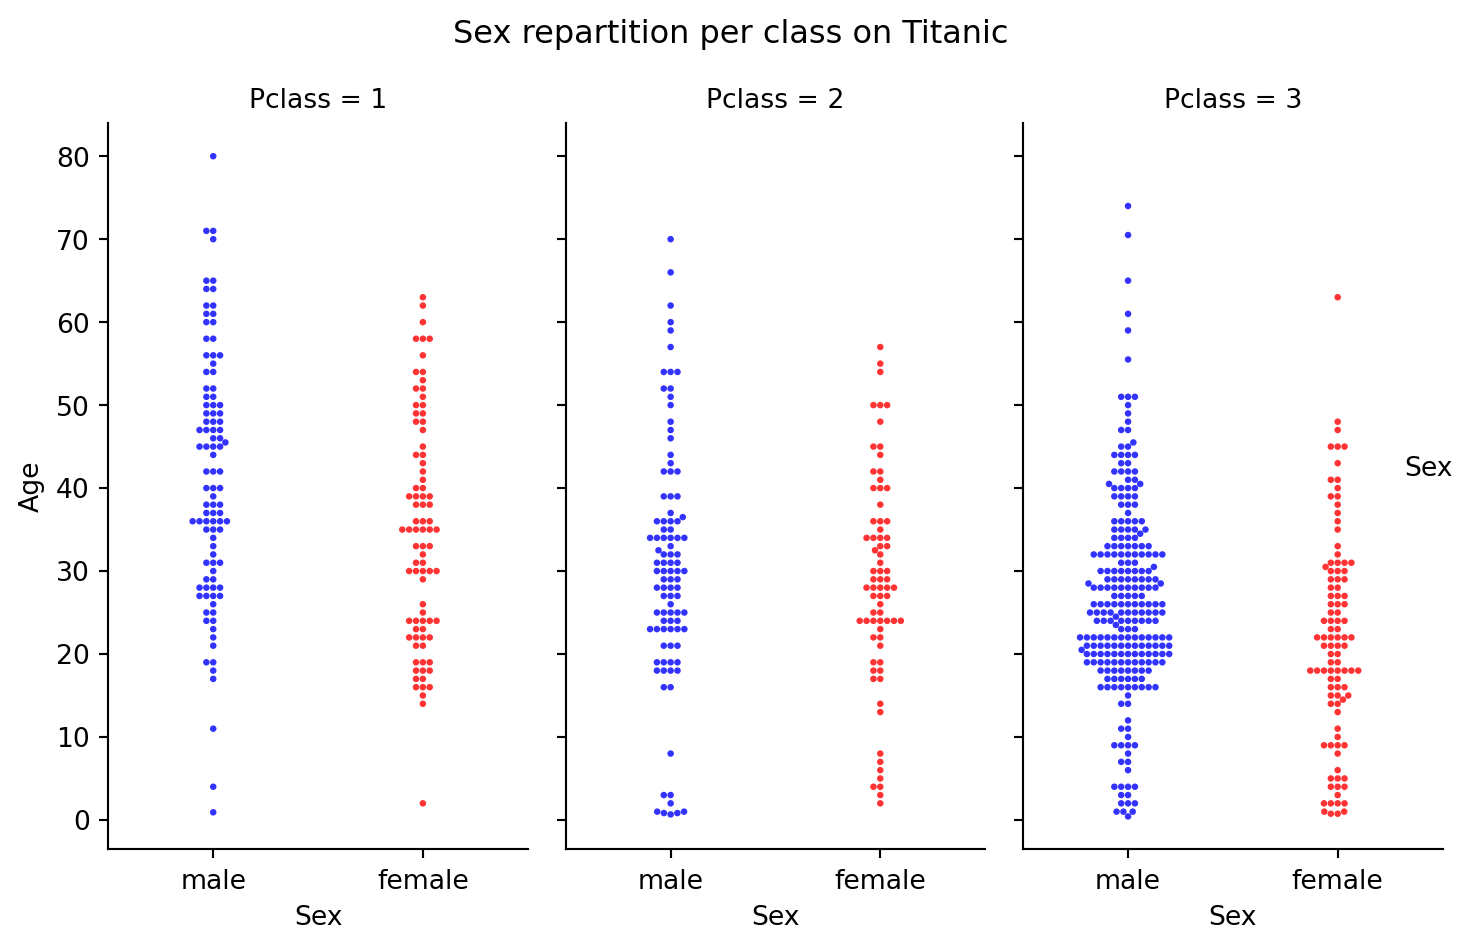 Sex repartition per class on Titanic
Pclass = 1
Pclass = 2
Pclass = 3
80
70
60
50
40
30
20
10
0
Age
Sex
male female
male female
male female
Sex
Sex
Sex